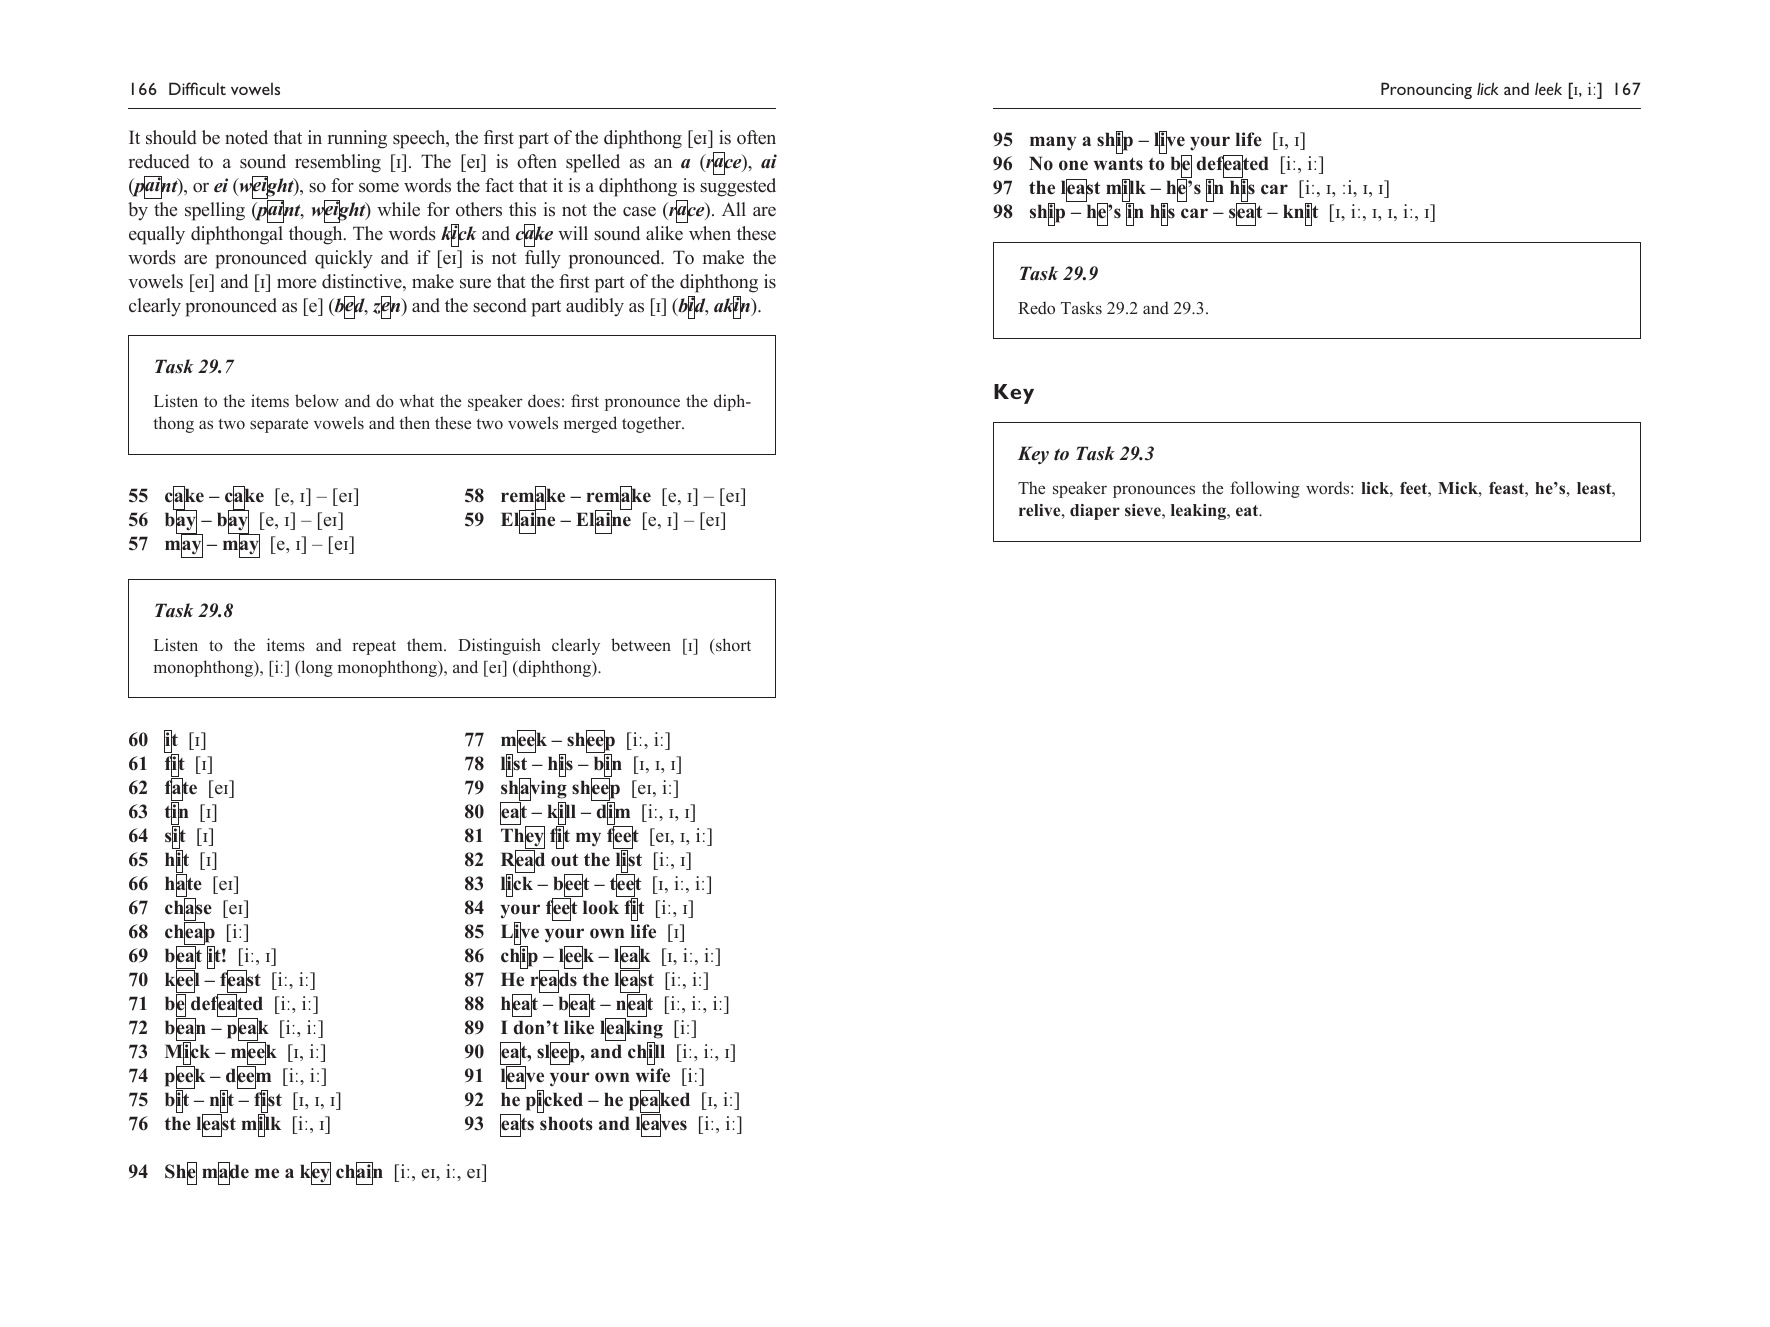 166 Difficult vowels
It should be noted that in running speech, the first part of the diphthong [eɪ] is often
reduced to a sound resembling [ɪ]. The [eɪ] is often spelled as an a (race), ai
(paint), or ei (weight), so for some words the fact that it is a diphthong is suggested
by the spelling (paint, weight) while for others this is not the case (race). All are
equally diphthongal though. The words kick and cake will sound alike when these
words are pronounced quickly and if [eɪ] is not fully pronounced. To make the
vowels [eɪ] and [ɪ] more distinctive, make sure that the first part of the diphthong is
clearly pronounced as [e] (bed, zen) and the second part audibly as [ɪ] (bid, akin).
Task 29.7
Listen to the items below and do what the speaker does: first pronounce the diph-
thong as two separate vowels and then these two vowels merged together.
55 cake – cake [e, ɪ] – [eɪ]
56 bay – bay [e, ɪ] – [eɪ]
57 may – may [e, ɪ] – [eɪ]
58 remake – remake [e, ɪ] – [eɪ]
59 Elaine – Elaine [e, ɪ] – [eɪ]
Task 29.8
Listen to the items and repeat them. Distinguish clearly between [ɪ] (short
monophthong), [iː] (long monophthong), and [eɪ] (diphthong).
60 it [ɪ]
61 fit [ɪ]
62 fate [eɪ]
63 tin [ɪ]
64 sit [ɪ]
65 hit [ɪ]
66 hate [eɪ]
67 chase [eɪ]
68 cheap [iː]
69 beat it! [iː, ɪ]
70 keel – feast [iː, iː]
71 be defeated [iː, iː]
72 bean – peak [iː, iː]
73 Mick – meek [ɪ, iː]
74 peek – deem [iː, iː]
75 bit – nit – fist [ɪ, ɪ, ɪ]
76 the least milk [iː, ɪ]
77 meek – sheep [iː, iː]
78 list – his – bin [ɪ, ɪ, ɪ]
79 shaving sheep [eɪ, iː]
80 eat – kill – dim [iː, ɪ, ɪ]
81 They fit my feet [eɪ, ɪ, iː]
82 Read out the list [iː, ɪ]
83 lick – beet – teet [ɪ, iː, iː]
84 your feet look fit [iː, ɪ]
85 Live your own life [ɪ]
86 chip – leek – leak [ɪ, iː, iː]
87 He reads the least [iː, iː]
88 heat – beat – neat [iː, iː, iː]
89 I don’t like leaking [iː]
90 eat, sleep, and chill [iː, iː, ɪ]
91 leave your own wife [iː]
92 he picked – he peaked [ɪ, iː]
93 eats shoots and leaves [iː, iː]
94 She made me a key chain [iː, eɪ, iː, eɪ]
Pronouncing lick and leek [ɪ, iː] 167
95 many a ship – live your life [ɪ, ɪ]
96 No one wants to be defeated [iː, iː]
97 the least milk – he’s in his car [iː, ɪ, :i, ɪ, ɪ]
98 ship – he’s in his car – seat – knit [ɪ, iː, ɪ, ɪ, iː, ɪ]
Task 29.9
Redo Tasks 29.2 and 29.3.
Key
Key to Task 29.3
The speaker pronounces the following words: lick, feet, Mick, feast, he’s, least,
relive, diaper sieve, leaking, eat.